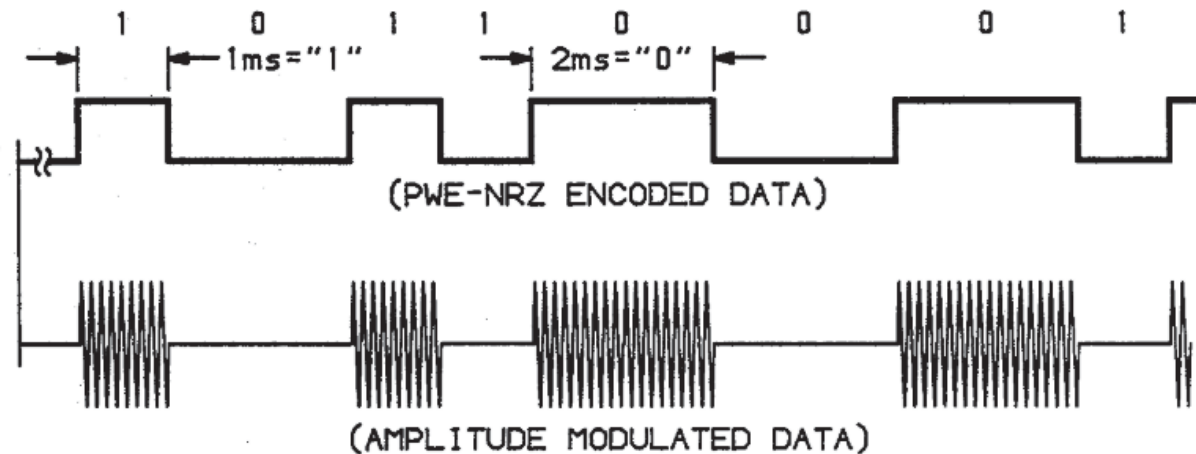 1 0 1 1 0 0 0 1
1ms="1" 2ms="0"
(PWE-NRZ ENCODED DATA)
(AMPLITUDE MODULATED DATA)